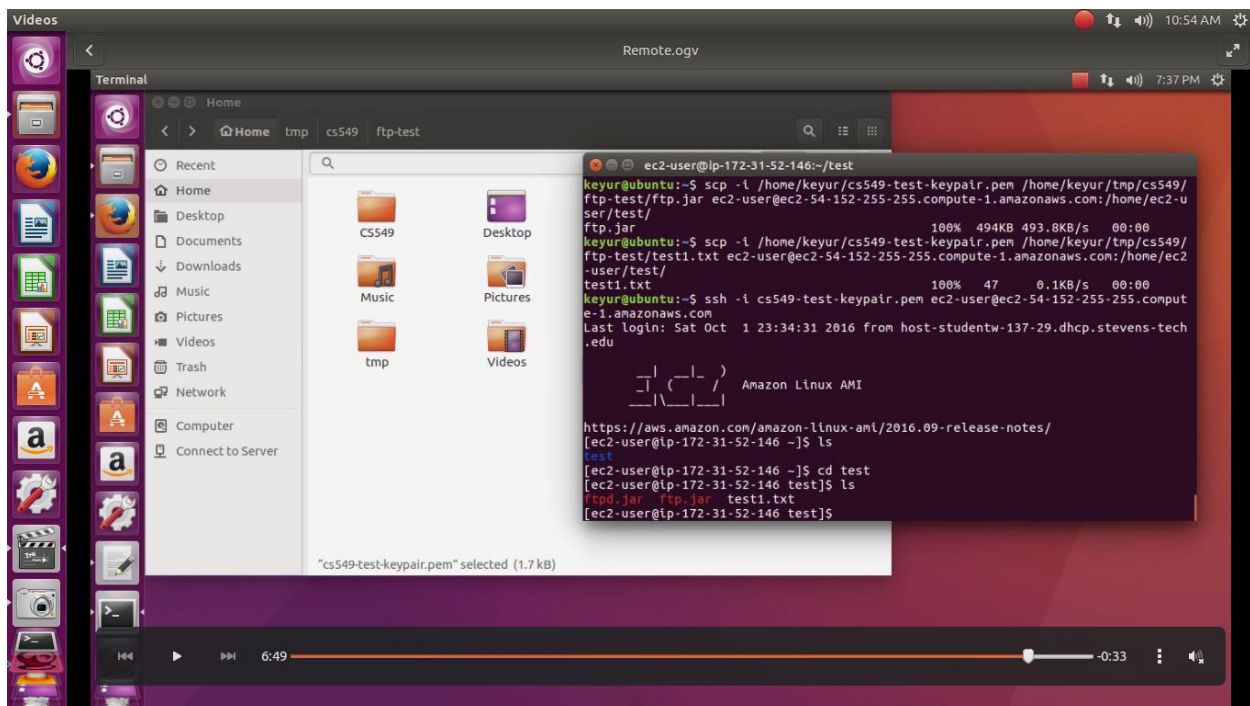 Videos
10:54 AM
Remote.ogv
Terminal
7:37 PM
Home
Home tmp cs549 ftp-test
Recent
Home
Desktop
Documents
Downloads
Music
Pictures
Videos
Trash
Network
Computer
Connect to Server
CS549
Desktop
Music
Pictures
tmp
Videos
"cs549-test-keypair.pem" selected (1.7 kB)
ec2-user@ip-172-31-52-146:~/test
keyur@ubuntu:~$ scp -i /home/keyur/cs549-test-keypair.pem /home/keyur/tmp/cs549/
ftp-test/ftp.jar ec2-user@ec2-54-152-255-255.compute-1.amazonaws.com:/home/ec2-u
ser/test/
ftp.jar 100% 494KB 493.8KB/s 00:00
keyur@ubuntu:~$ scp -i /home/keyur/cs549-test-keypair.pem /home/keyur/tmp/cs549/
ftp-test/test1.txt ec2-user@ec2-54-152-255-255.compute-1.amazonaws.com:/home/ec2
-user/test/
test1.txt 100% 47 0.1KB/s 00:00
keyur@ubuntu:~$ ssh -i cs549-test-keypair.pem ec2-user@ec2-54-152-255-255.comput
e-1.amazonaws.com
Last login: Sat Oct  1 23:34:31 2016 from host-studentw-137-29.dhcp.stevens-tech
.edu
__|  __|_  )
_|  (     /   Amazon Linux AMI
___|\___|___|
https://aws.amazon.com/amazon-linux-ami/2016.09-release-notes/
[ec2-user@ip-172-31-52-146 ~]$ ls
test
[ec2-user@ip-172-31-52-146 ~]$ cd test
[ec2-user@ip-172-31-52-146 test]$ ls
ftpd.jar  ftp.jar  test1.txt
[ec2-user@ip-172-31-52-146 test]$
6:49
-0:33